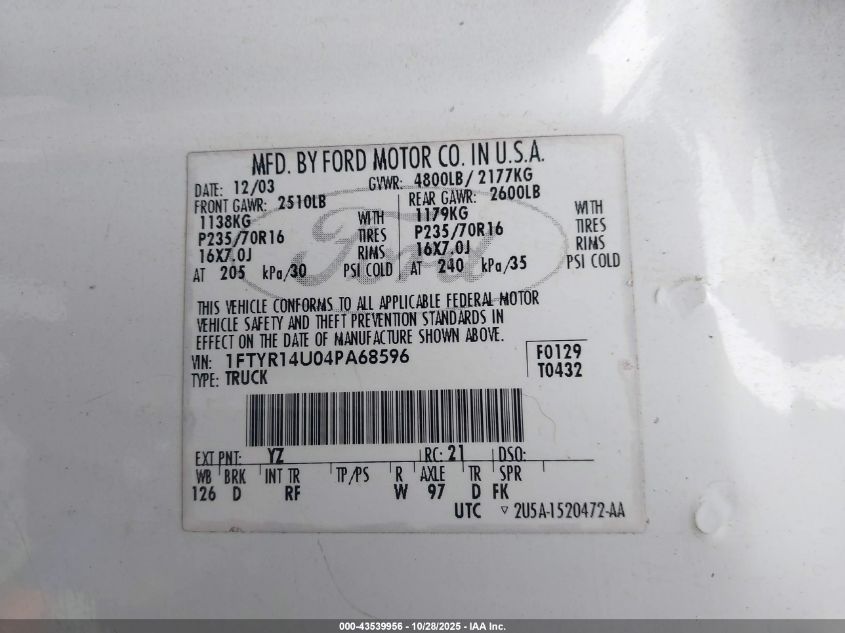 MFD. BY FORD MOTOR CO. IN U.S.A.
DATE: 12/03 GVWR: 4800LB/ 2177KG
FRONT GAWR: 2510LB REAR GAWR: 2600LB
1138KG WITH 1179KG WITH
P235/70R16 TIRES P235/70R16 TIRES
16X7.0J RIMS 16X7.0J RIMS
AT 205 kPa/30 PSI COLD AT 240 kPa/35 PSI COLD
Ford
THIS VEHICLE CONFORMS TO ALL APPLICABLE FEDERAL MOTOR
VEHICLE SAFETY AND THEFT PREVENTION STANDARDS IN
EFFECT ON THE DATE OF MANUFACTURE SHOWN ABOVE.
VIN: 1FTYR14U04PA68596 F0129
TYPE: TRUCK T0432
EXT PNT: YZ RC: 21 DSO:
WB BRK INT TR TP/PS R AXLE TR SPR
126 D RF W 97 D FK
UTC ▽ 2U5A-1520472-AA
000-43539956 • 10/28/2025 - IAA Inc.